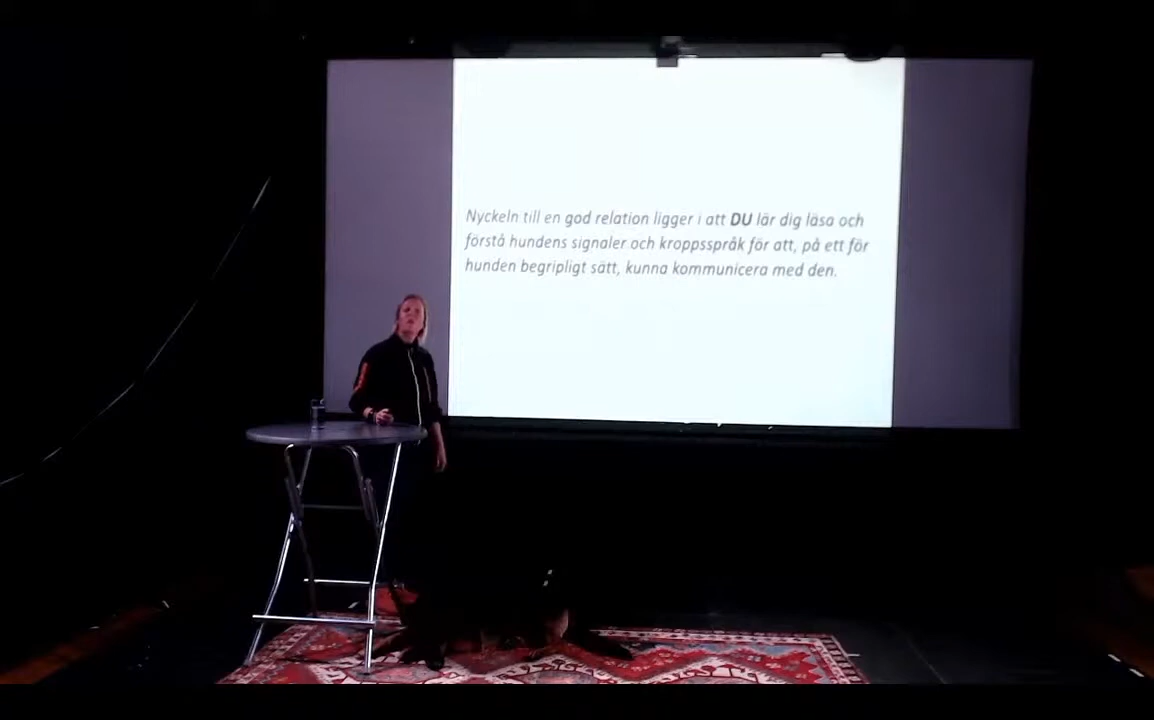 Nyckeln till en god relation ligger i att DU lär dig läsa och
förstå hundens signaler och kroppsspråk för att, på ett för
hunden begripligt sätt, kunna kommunicera med den.